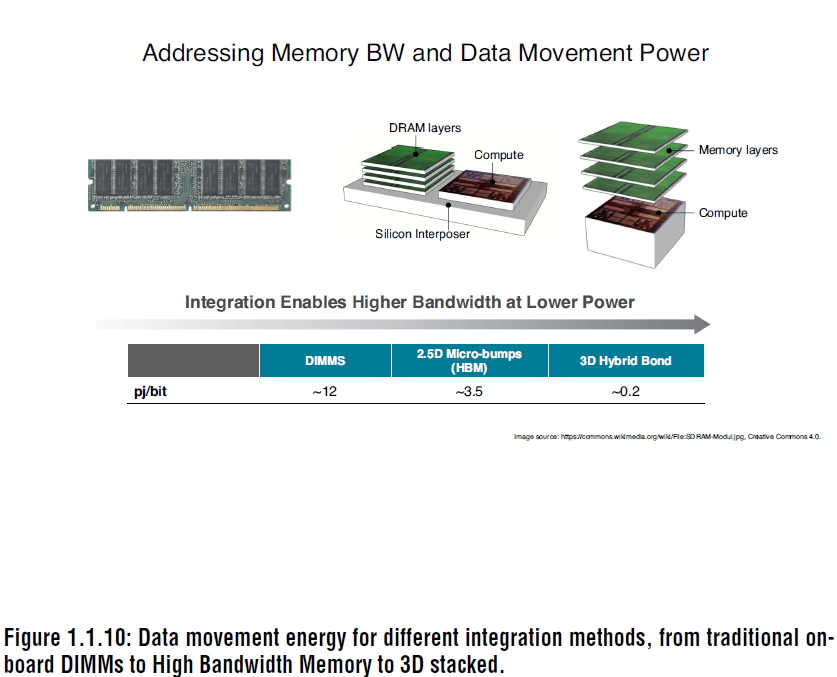 Addressing Memory BW and Data Movement Power
DRAM layers
Compute
Silicon Interposer
Memory layers
Compute
Integration Enables Higher Bandwidth at Lower Power
DIMMS
2.5D Micro-bumps
(HBM)
3D Hybrid Bond
pj/bit
~12
~3.5
~0.2
Image source: https://commons.wikimedia.org/wiki/File:SDRAM-Modul.jpg, Creative Commons 4.0.
Figure 1.1.10: Data movement energy for different integration methods, from traditional on-
board DIMMs to High Bandwidth Memory to 3D stacked.